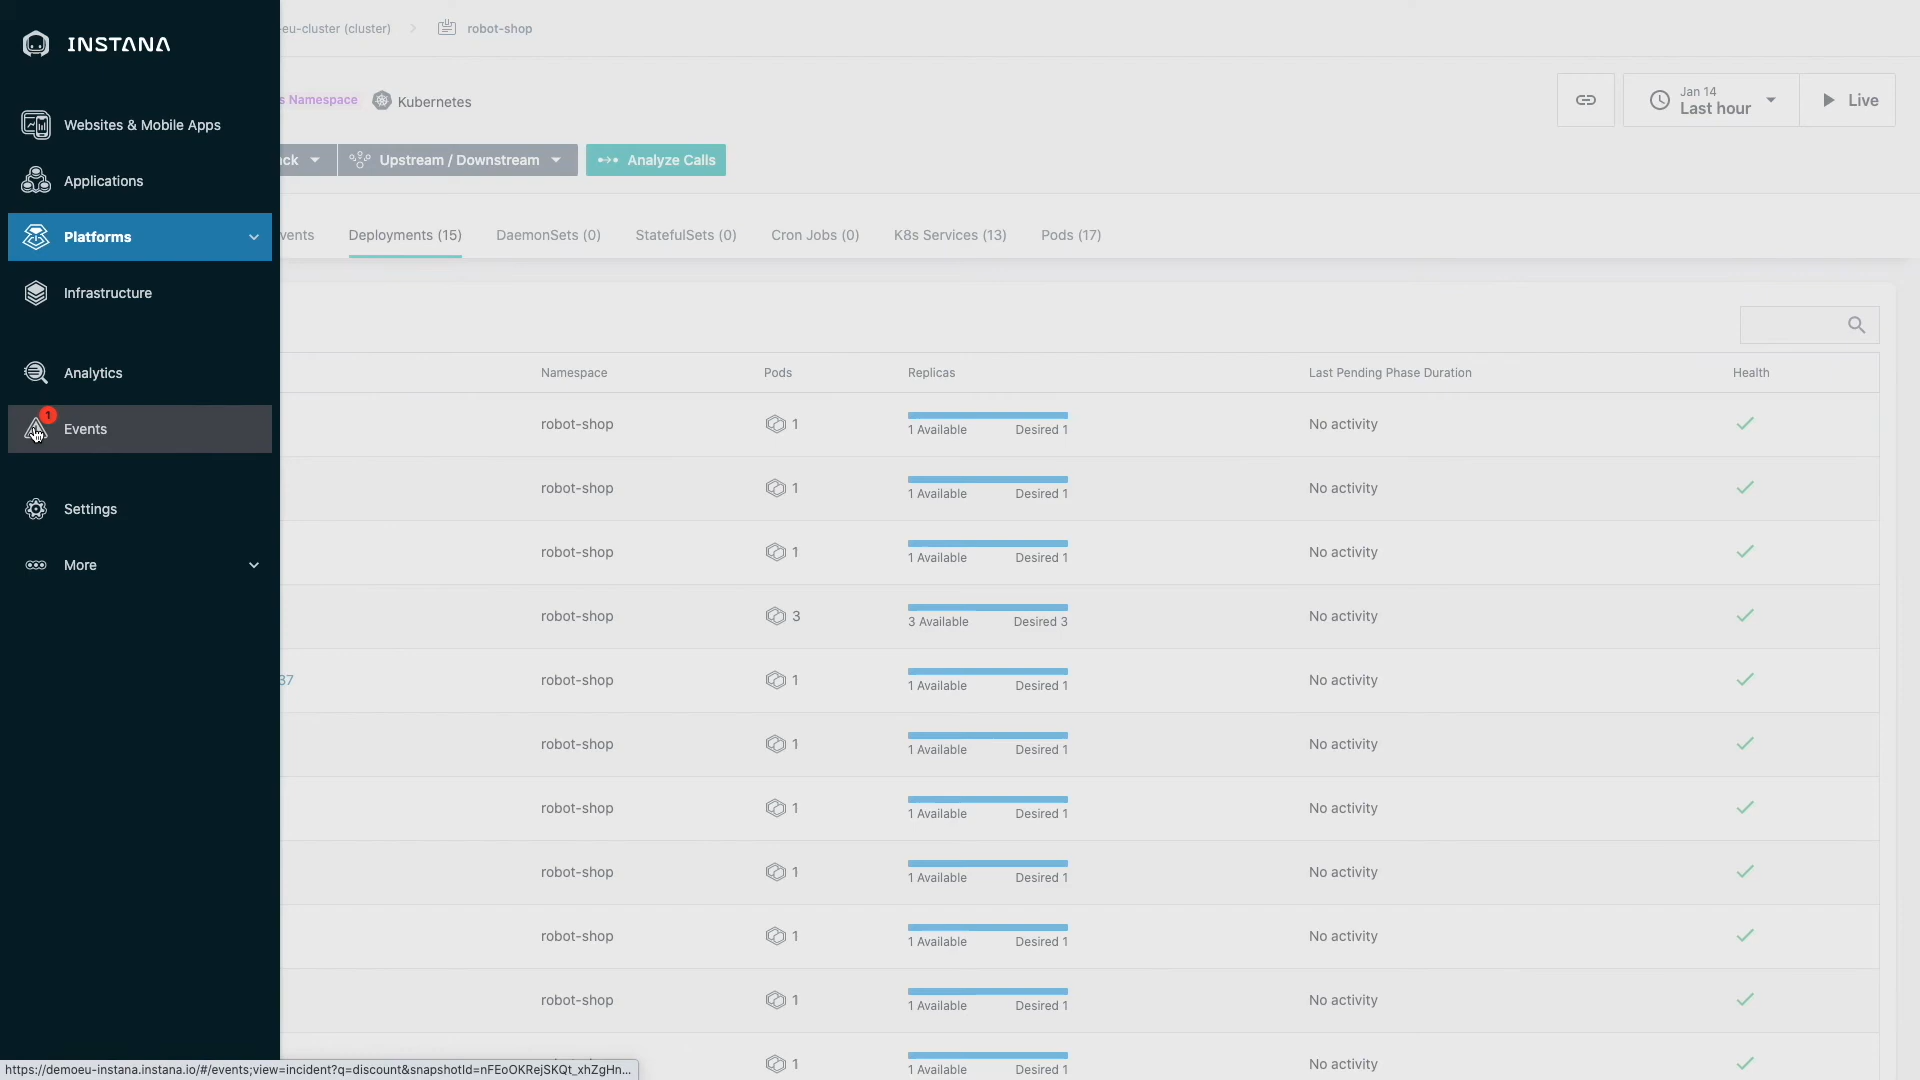 INSTANA
-eu-cluster (cluster)
robot-shop
s Namespace
Kubernetes
Jan 14
Last hour
Live
Websites & Mobile Apps
Applications
ck
Upstream / Downstream
Analyze Calls
Platforms
vents
Deployments (15)
DaemonSets (0)
StatefulSets (0)
Cron Jobs (0)
K8s Services (13)
Pods (17)
Infrastructure
Analytics
Namespace
Pods
Replicas
Last Pending Phase Duration
Health
1
Events
robot-shop
1
1 Available
Desired 1
No activity
Settings
robot-shop
1
1 Available
Desired 1
No activity
More
robot-shop
1
1 Available
Desired 1
No activity
robot-shop
3
3 Available
Desired 3
No activity
37
robot-shop
1
1 Available
Desired 1
No activity
robot-shop
1
1 Available
Desired 1
No activity
robot-shop
1
1 Available
Desired 1
No activity
robot-shop
1
1 Available
Desired 1
No activity
robot-shop
1
1 Available
Desired 1
No activity
robot-shop
1
1 Available
Desired 1
No activity
1
1 Available
Desired 1
No activity
https://demoeu-instana.instana.io/#/events;view=incident?q=discount&snapshotId=nFEoOKRejSKQt_xhZgHn...